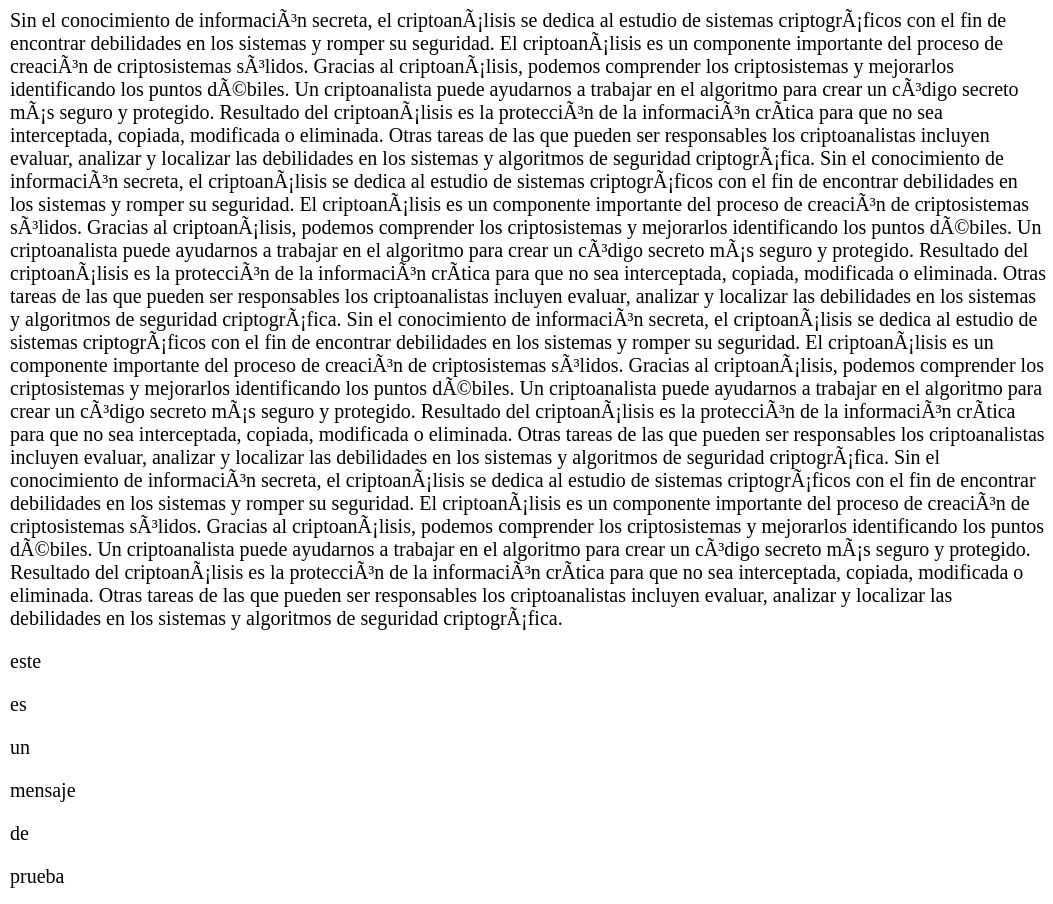 Sin el conocimiento de informaciÃ³n secreta, el criptoanÃ¡lisis se dedica al estudio de sistemas criptogrÃ¡ficos con el fin de
encontrar debilidades en los sistemas y romper su seguridad. El criptoanÃ¡lisis es un componente importante del proceso de
creaciÃ³n de criptosistemas sÃ³lidos. Gracias al criptoanÃ¡lisis, podemos comprender los criptosistemas y mejorarlos
identificando los puntos dÃ©biles. Un criptoanalista puede ayudarnos a trabajar en el algoritmo para crear un cÃ³digo secreto
mÃ¡s seguro y protegido. Resultado del criptoanÃ¡lisis es la protecciÃ³n de la informaciÃ³n crÃ­tica para que no sea
interceptada, copiada, modificada o eliminada. Otras tareas de las que pueden ser responsables los criptoanalistas incluyen
evaluar, analizar y localizar las debilidades en los sistemas y algoritmos de seguridad criptogrÃ¡fica. Sin el conocimiento de
informaciÃ³n secreta, el criptoanÃ¡lisis se dedica al estudio de sistemas criptogrÃ¡ficos con el fin de encontrar debilidades en
los sistemas y romper su seguridad. El criptoanÃ¡lisis es un componente importante del proceso de creaciÃ³n de criptosistemas
sÃ³lidos. Gracias al criptoanÃ¡lisis, podemos comprender los criptosistemas y mejorarlos identificando los puntos dÃ©biles. Un
criptoanalista puede ayudarnos a trabajar en el algoritmo para crear un cÃ³digo secreto mÃ¡s seguro y protegido. Resultado del
criptoanÃ¡lisis es la protecciÃ³n de la informaciÃ³n crÃ­tica para que no sea interceptada, copiada, modificada o eliminada. Otras
tareas de las que pueden ser responsables los criptoanalistas incluyen evaluar, analizar y localizar las debilidades en los sistemas
y algoritmos de seguridad criptogrÃ¡fica. Sin el conocimiento de informaciÃ³n secreta, el criptoanÃ¡lisis se dedica al estudio de
sistemas criptogrÃ¡ficos con el fin de encontrar debilidades en los sistemas y romper su seguridad. El criptoanÃ¡lisis es un
componente importante del proceso de creaciÃ³n de criptosistemas sÃ³lidos. Gracias al criptoanÃ¡lisis, podemos comprender los
criptosistemas y mejorarlos identificando los puntos dÃ©biles. Un criptoanalista puede ayudarnos a trabajar en el algoritmo para
crear un cÃ³digo secreto mÃ¡s seguro y protegido. Resultado del criptoanÃ¡lisis es la protecciÃ³n de la informaciÃ³n crÃ­tica
para que no sea interceptada, copiada, modificada o eliminada. Otras tareas de las que pueden ser responsables los criptoanalistas
incluyen evaluar, analizar y localizar las debilidades en los sistemas y algoritmos de seguridad criptogrÃ¡fica. Sin el
conocimiento de informaciÃ³n secreta, el criptoanÃ¡lisis se dedica al estudio de sistemas criptogrÃ¡ficos con el fin de encontrar
debilidades en los sistemas y romper su seguridad. El criptoanÃ¡lisis es un componente importante del proceso de creaciÃ³n de
criptosistemas sÃ³lidos. Gracias al criptoanÃ¡lisis, podemos comprender los criptosistemas y mejorarlos identificando los puntos
dÃ©biles. Un criptoanalista puede ayudarnos a trabajar en el algoritmo para crear un cÃ³digo secreto mÃ¡s seguro y protegido.
Resultado del criptoanÃ¡lisis es la protecciÃ³n de la informaciÃ³n crÃ­tica para que no sea interceptada, copiada, modificada o
eliminada. Otras tareas de las que pueden ser responsables los criptoanalistas incluyen evaluar, analizar y localizar las
debilidades en los sistemas y algoritmos de seguridad criptogrÃ¡fica.
este
es
un
mensaje
de
prueba